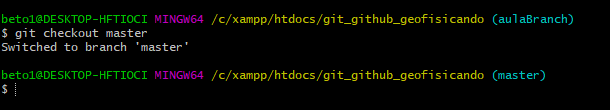 beto1@DESKTOP-HFTIOCI MINGW64 /c/xampp/htdocs/git_github_geofisicando (aulaBranch)
$ git checkout master
Switched to branch 'master'
beto1@DESKTOP-HFTIOCI MINGW64 /c/xampp/htdocs/git_github_geofisicando (master)
$